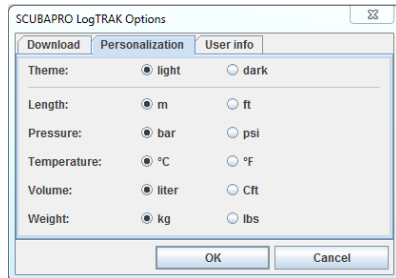 SCUBAPRO LogTRAK Options
Download Personalization User info
Theme: light dark
Length: m ft
Pressure: bar psi
Temperature: °C °F
Volume: liter Cft
Weight: kg lbs
OK Cancel